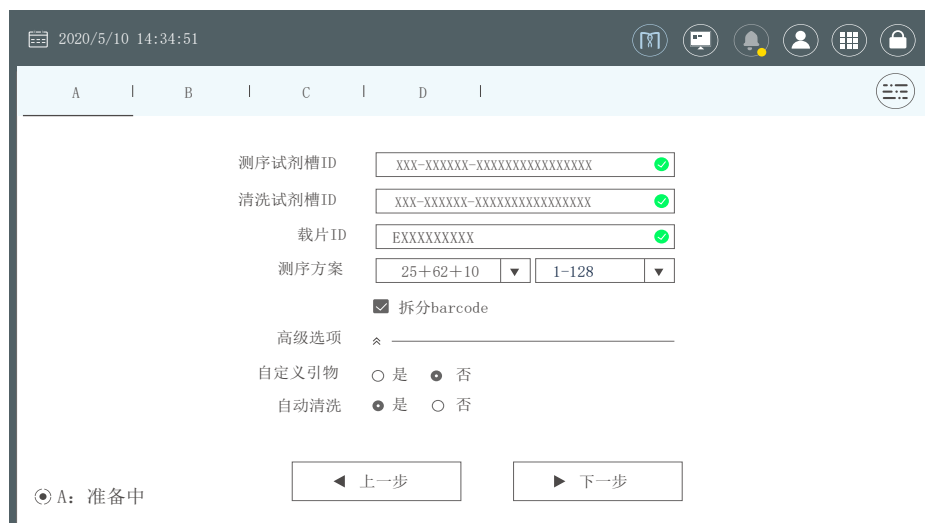 2020/5/10 14:34:51
A B C D
测序试剂槽ID XXX-XXXXXX-XXXXXXXXXXXXXXXX
清洗试剂槽ID XXX-XXXXXX-XXXXXXXXXXXXXXXX
载片ID EXXXXXXXXX
测序方案 25+62+10 1-128
拆分barcode
高级选项
自定义引物 是 否
自动清洗 是 否
上一步 下一步
A: 准备中